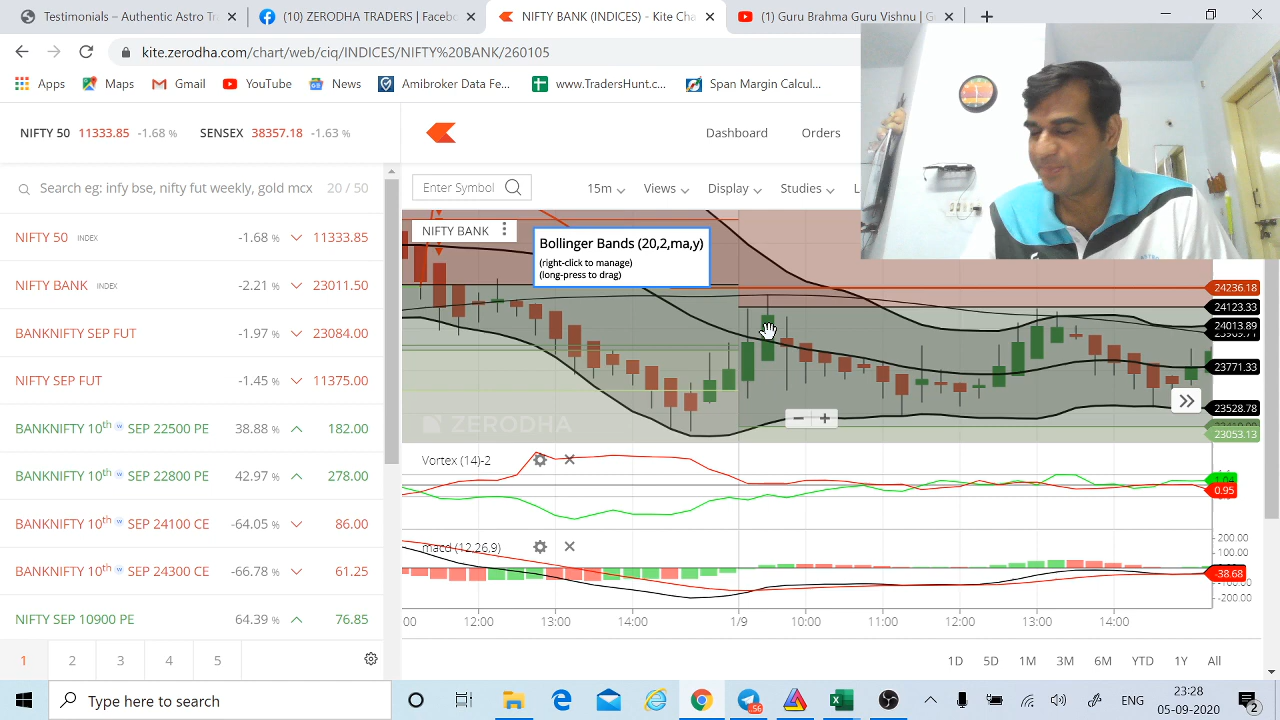 Testimonials of Astro Tri
(10) ZERODHA TRADERS | Faceb
NIFTY BANK (INDICES) - Kite Cha
(1) Guru Brahma Guru Vishnu | G
kite.zerodha.com/chart/web/ciq/INDICES/NIFTY%20BANK/260105
Apps Maps Gmail YouTube News Amibroker Data Fe... www.TradersHunt.c... Span Margin Calcul...
NIFTY 50 11333.85 -1.68 % SENSEX 38357.18 -1.63 %
Dashboard Orders
Search eg: infy bse, nifty fut weekly, gold mcx 20 / 50
Enter Symbol 15m Views Display Studies
NIFTY 50 INDEX -1.68 % 11333.85
NIFTY BANK INDEX -2.21 % 23011.50
BANKNIFTY SEP FUT -1.97 % 23084.00
NIFTY SEP FUT -1.45 % 11375.00
BANKNIFTY 10th w SEP 22500 PE 38.88 % 182.00
BANKNIFTY 10th w SEP 22800 PE 42.97 % 278.00
BANKNIFTY 10th w SEP 24100 CE -64.05 % 86.00
BANKNIFTY 10th w SEP 24300 CE -66.78 % 61.25
NIFTY SEP 10900 PE 64.39 % 76.85
1 2 3 4 5
NIFTY BANK
Bollinger Bands (20,2,ma,y)
(right-click to manage)
(long-press to drag)
24236.18
24123.33
24013.89
23771.33
23528.78
23053.13
ZERODHA
Vortex (14)-2
1.04
0.95
macd (12,26,9)
200.00
100.00
-38.68
-200.00
12:00 13:00 14:00 1/9 10:00 11:00 12:00 13:00 14:00
1D 5D 1M 3M 6M YTD 1Y All
Type here to search
.56
ENG
23:28
05-09-2020
2